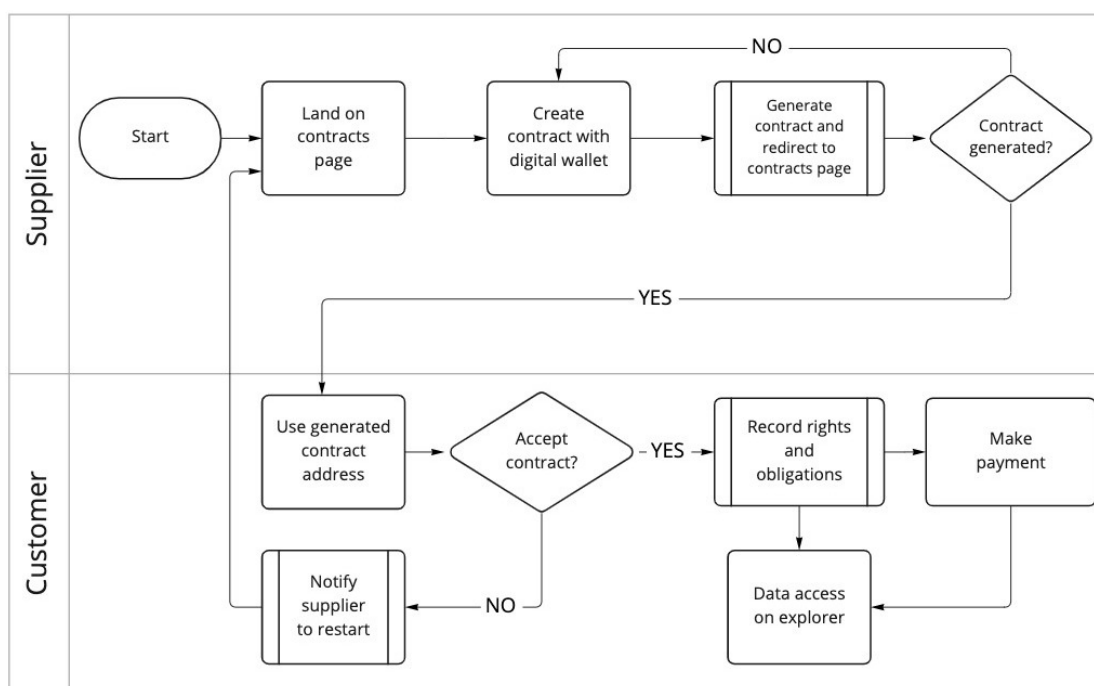 Supplier
Start
Land on
contracts
page
Create
contract with
digital wallet
Generate
contract and
redirect to
contracts page
Contract
generated?
NO
YES
Customer
Use generated
contract
address
Accept
contract?
YES
Record rights
and
obligations
Make
payment
Notify
supplier
to restart
NO
Data access
on explorer